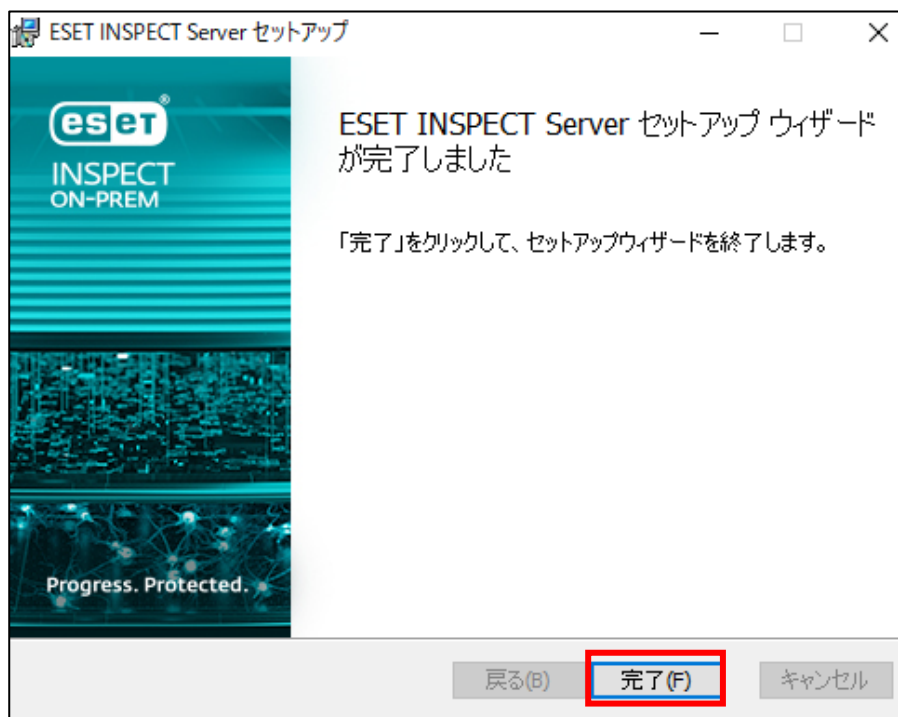 ESET INSPECT Server セットアップ
eseT®
INSPECT
ON-PREM
ESET INSPECT Server セットアップ ウィザード
が完了しました
「完了」をクリックして、セットアップウィザードを終了します。
Progress. Protected.
戻る(B)
完了(F)
キャンセル